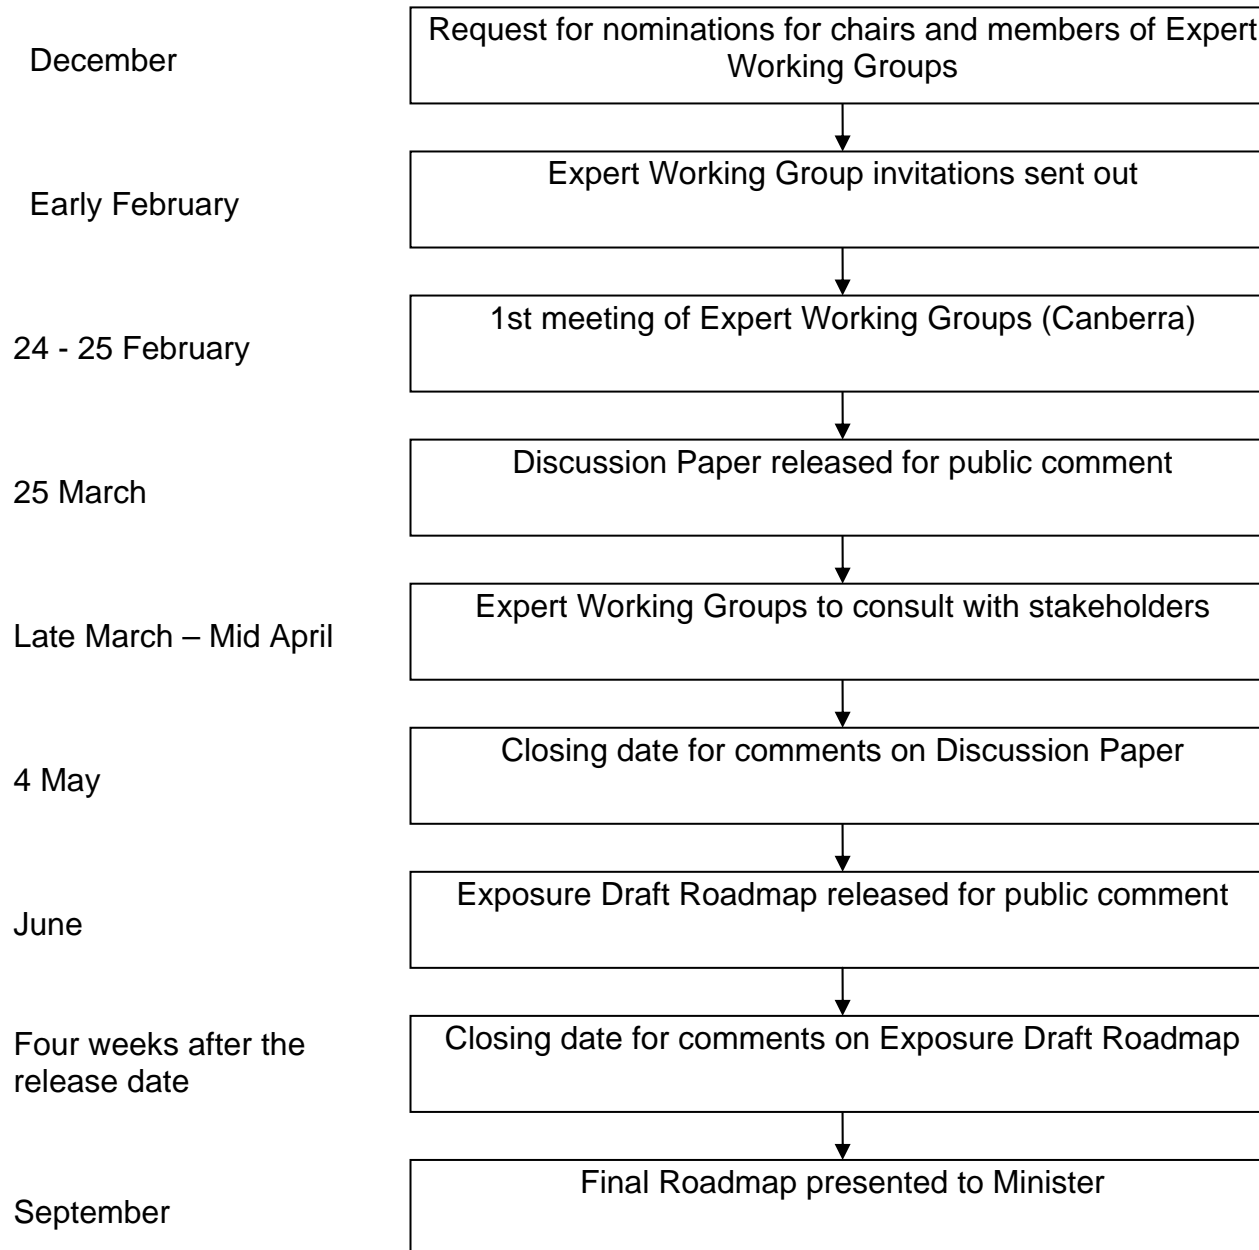 December
Request for nominations for chairs and members of Expert
Working Groups
Early February
Expert Working Group invitations sent out
24 - 25 February
1st meeting of Expert Working Groups (Canberra)
25 March
Discussion Paper released for public comment
Late March – Mid April
Expert Working Groups to consult with stakeholders
4 May
Closing date for comments on Discussion Paper
June
Exposure Draft Roadmap released for public comment
Four weeks after the
release date
Closing date for comments on Exposure Draft Roadmap
September
Final Roadmap presented to Minister